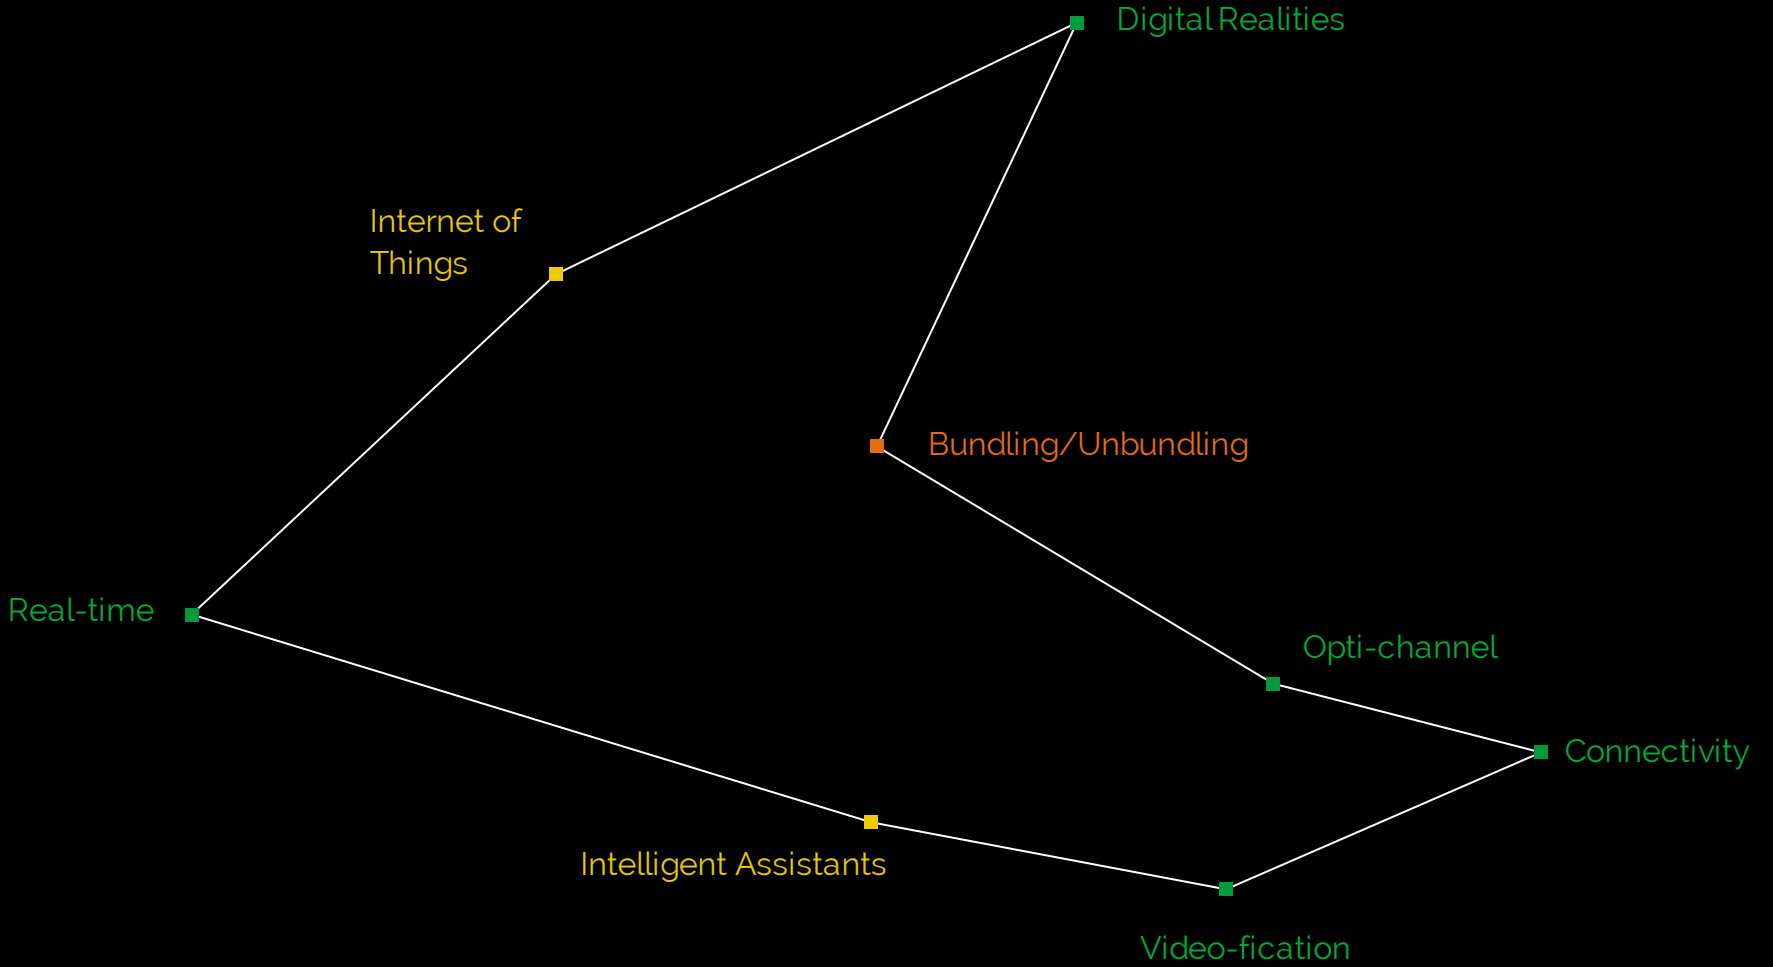 Digital Realities
Internet of
Things
Bundling/Unbundling
Real-time
Opti-channel
Connectivity
Intelligent Assistants
Video-fication